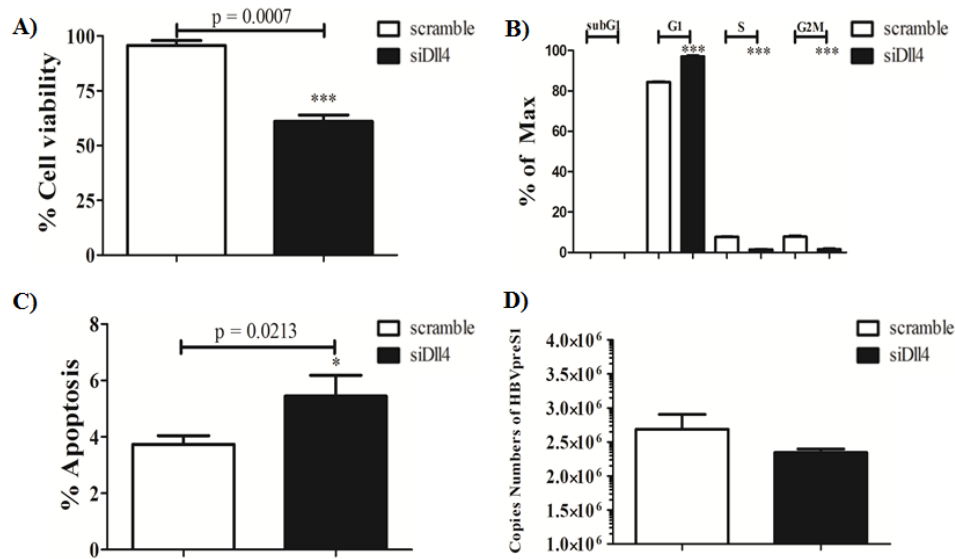 A)
p = 0.0007
scramble
siDll4
***
% Cell viability
100
75
50
25
0
B)
subG1
G1
S
G2M
scramble
siDll4
***
***
***
% of Max
100
80
60
40
20
0
C)
p = 0.0213
scramble
siDll4
*
% Apoptosis
8
6
4
2
0
D)
scramble
siDll4
Copies Numbers of HBVpreS1
4.0×10⁶
3.5×10⁶
3.0×10⁶
2.5×10⁶
2.0×10⁶
1.5×10⁶
1.0×10⁶